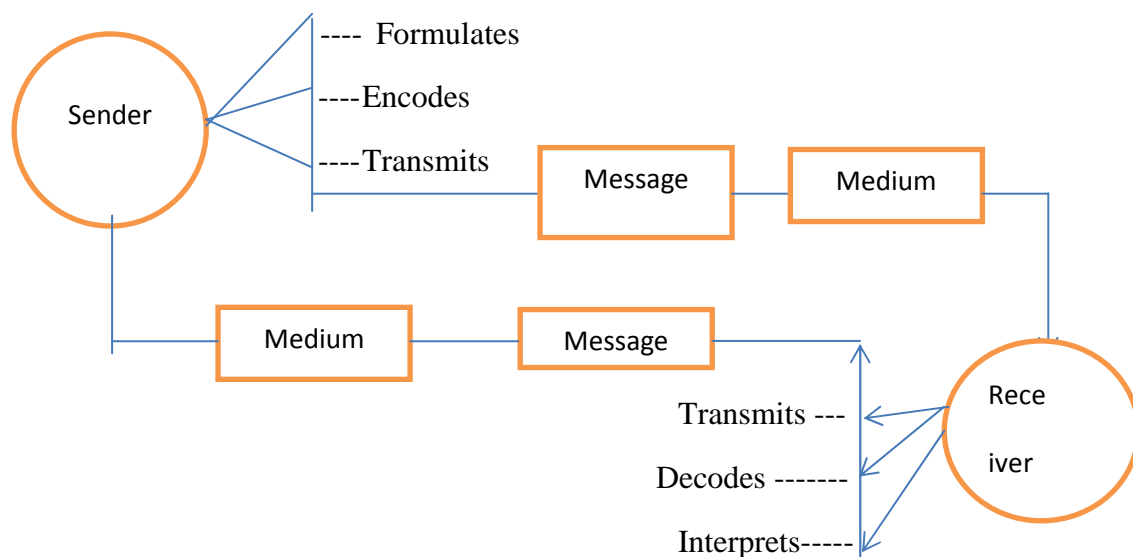 ---- Formulates
Sender
----Encodes
----Transmits
Message
Medium
Medium
Message
Rece
iver
Transmits ---
Decodes -------
Interprets-----